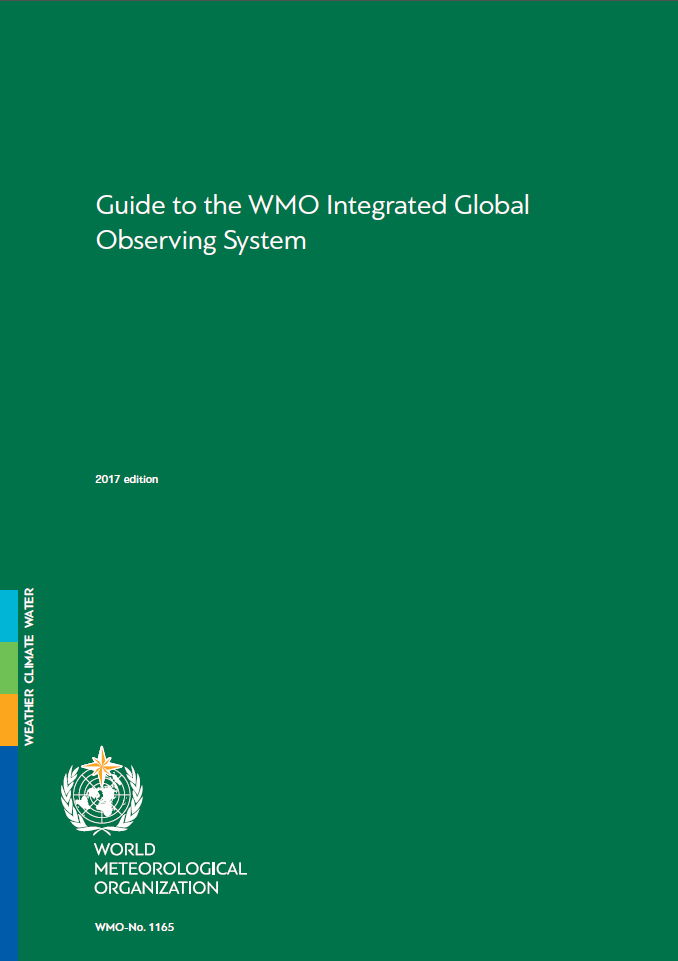 Guide to the WMO Integrated Global
Observing System
2017 edition
WEATHER CLIMATE WATER
WORLD
METEOROLOGICAL
ORGANIZATION
WMO-No. 1165